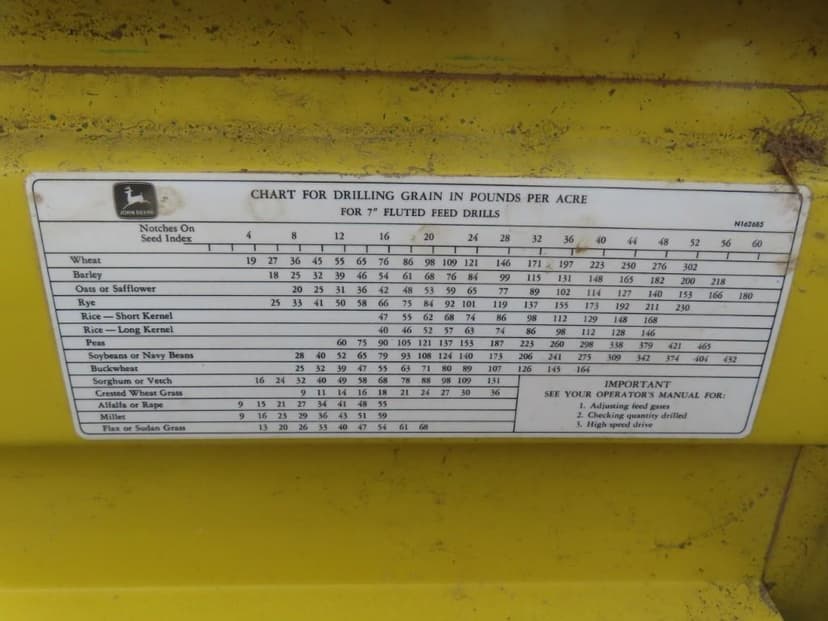 JOHN DEERE
CHART FOR DRILLING GRAIN IN POUNDS PER ACRE
FOR 7" FLUTED FEED DRILLS
N162685
Notches On
Seed Index 4 8 12 16 20 24 28 32 36 40 44 48 52 56 60
Wheat 19 27 36 45 55 65 76 86 98 109 121 146 171 197 223 250 276 302
Barley 18 25 32 39 46 54 61 68 76 84 99 115 131 148 165 182 200 218
Oats or Safflower 20 25 31 36 42 48 53 59 65 77 89 102 114 127 140 153 166 180
Rye 25 33 41 50 58 66 75 84 92 101 119 137 155 173 192 211 230
Rice - Short Kernel 47 55 62 68 74 86 98 112 129 148 168
Rice - Long Kernel 40 46 52 57 63 74 86 98 112 128 146
Peas 60 75 90 105 121 137 153 187 223 260 298 338 379 421 465
Soybeans or Navy Beans 28 40 52 65 79 93 108 124 140 173 206 241 275 309 342 374 404 432
Buckwheat 25 32 39 47 55 63 71 80 89 107 126 145 164
Sorghum or Vetch 16 24 32 40 49 58 68 78 88 98 109 131
Crested Wheat Grass 9 11 14 16 18 21 24 27 30 36
Alfalfa or Rape 9 15 21 27 34 41 48 55
Millet 9 16 23 29 36 43 51 59
Flax or Sudan Grass 13 20 26 33 40 47 54 61 68
IMPORTANT
SEE YOUR OPERATOR'S MANUAL FOR:
1. Adjusting feed gates
2. Checking quantity drilled
3. High speed drive